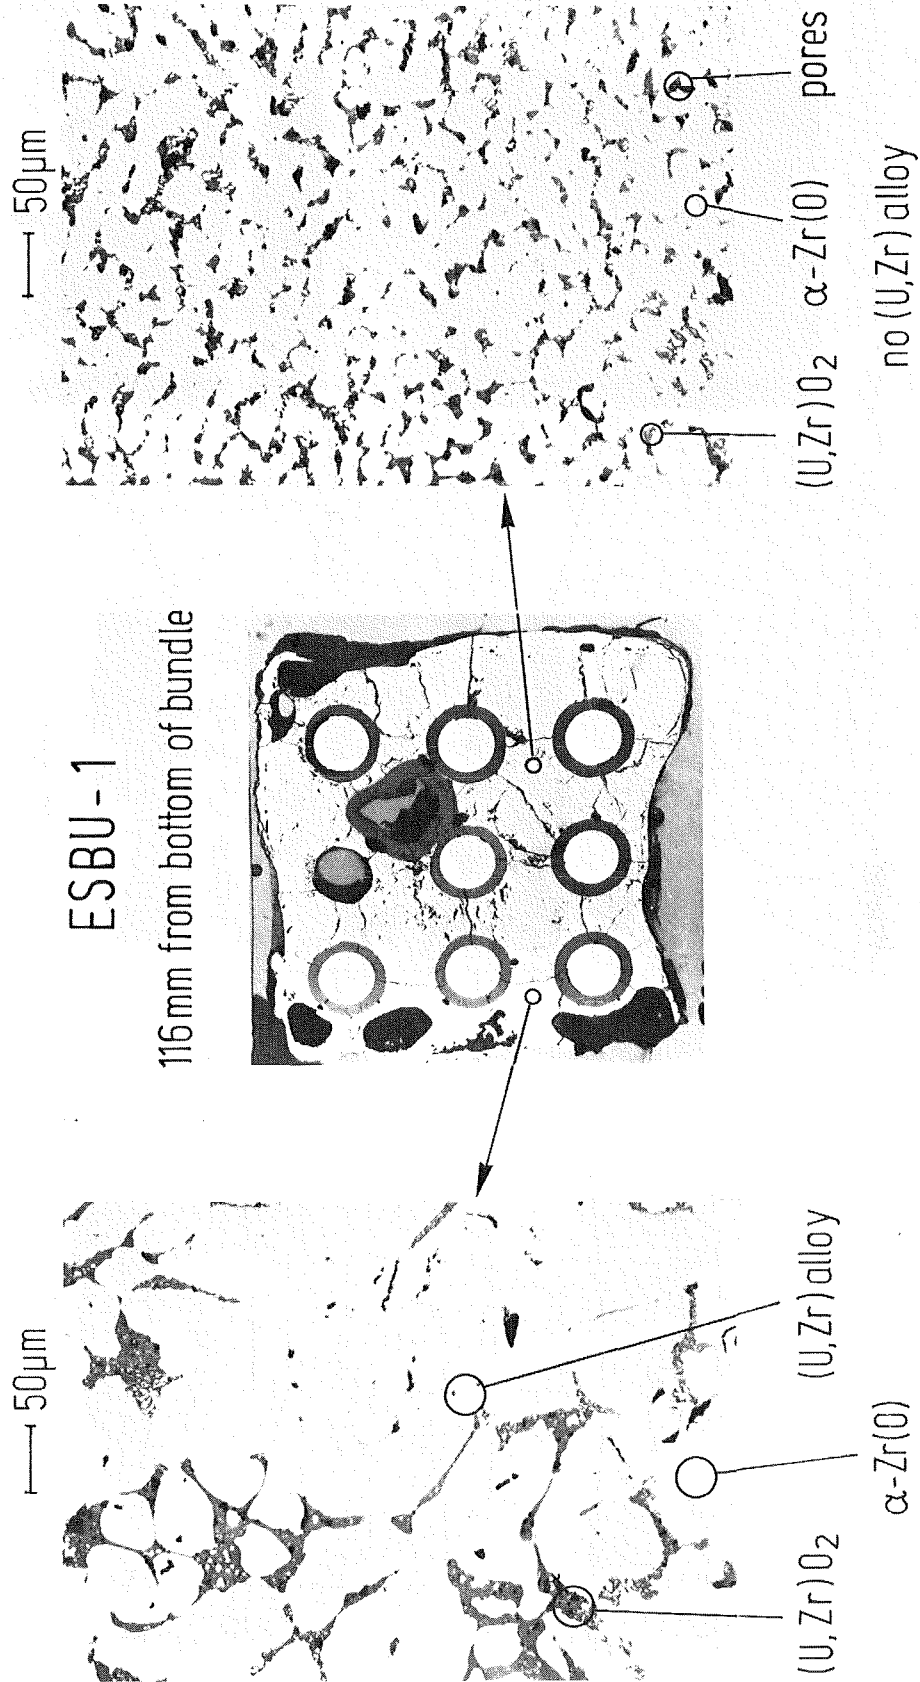 ESBU-1
116mm from bottom of bundle
50µm
(U,Zr)O2
α-Zr(O)
(U,Zr)alloy
50µm
(U,Zr)O2
α-Zr(O)
pores
no (U,Zr) alloy